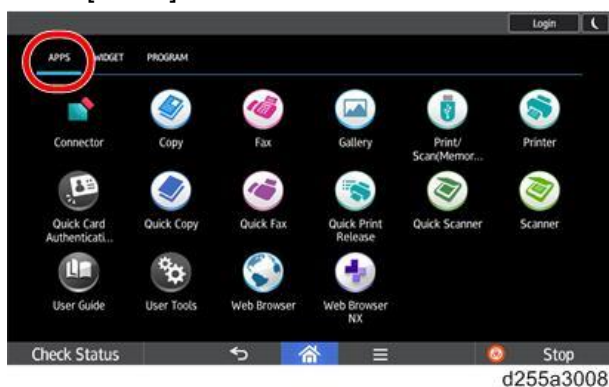 Login
APPS WIDGET PROGRAM
Connector Copy Fax Gallery Print/ Printer
Scan(Memor...
Quick Card Quick Copy Quick Fax Quick Print Quick Scanner Scanner
Authenticati... Release
User Guide User Tools Web Browser Web Browser
NX
Check Status Stop
d255a3008